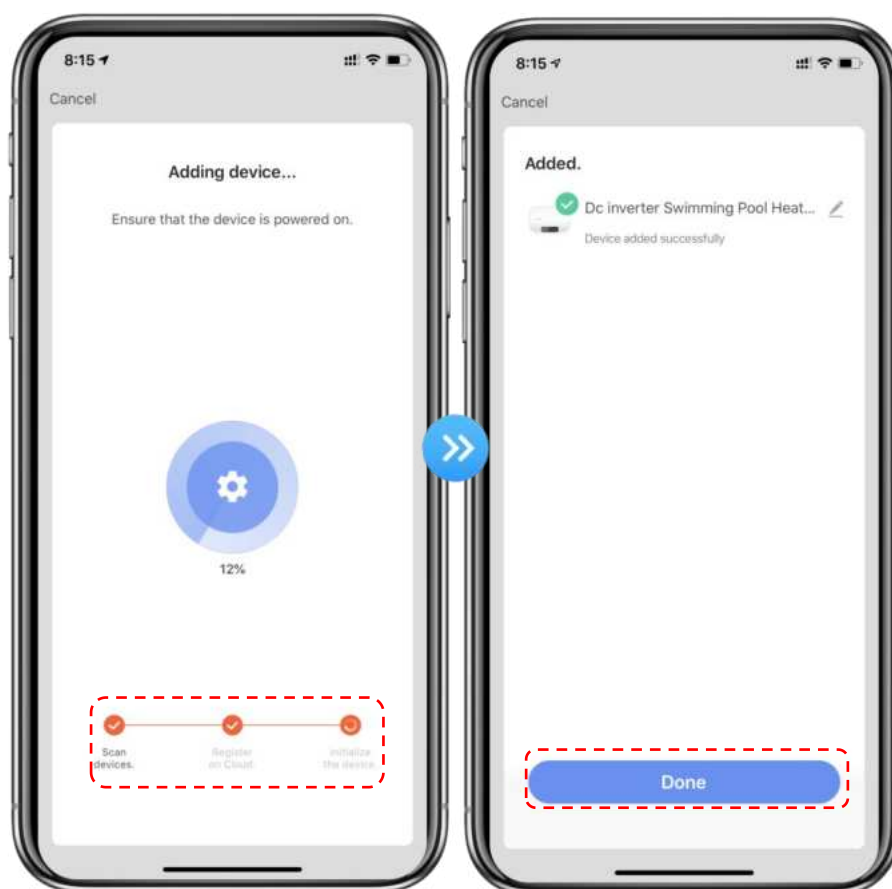 8:15
Cancel
Adding device...
Ensure that the device is powered on.
12%
Scan
devices.
Register
on Cloud.
Initialize
the device.
8:15
Cancel
Added.
Dc inverter Swimming Pool Heat...
Device added successfully
Done